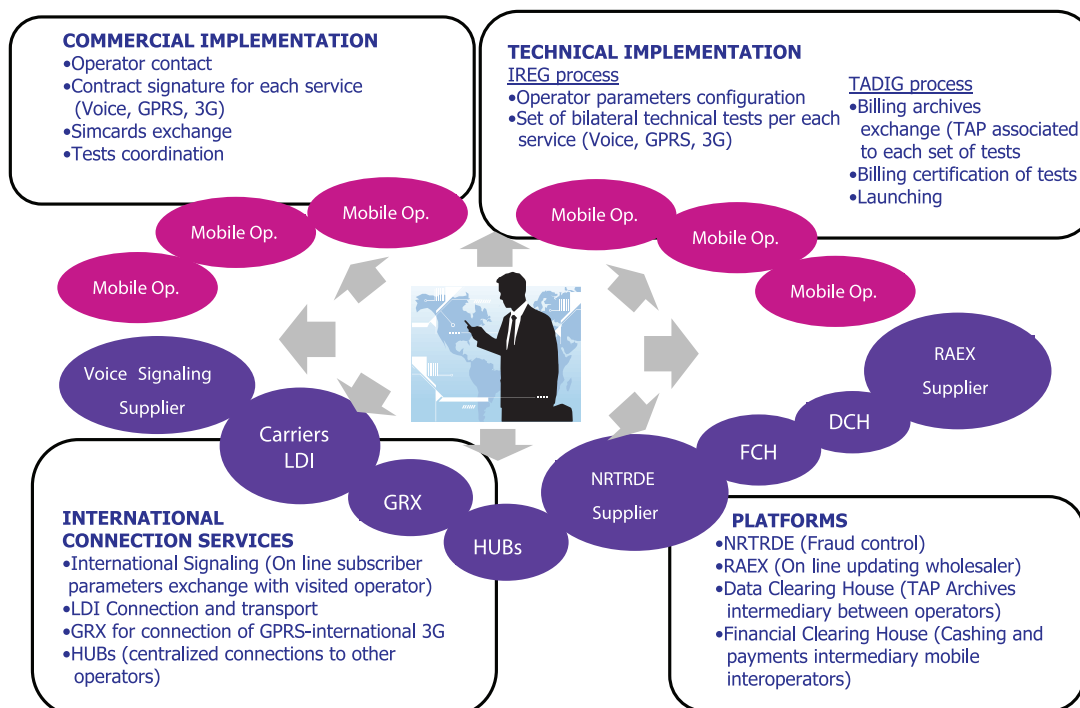 COMMERCIAL IMPLEMENTATION
•Operator contact
•Contract signature for each service
(Voice, GPRS, 3G)
•Simcards exchange
•Tests coordination
TECHNICAL IMPLEMENTATION
IREG process
•Operator parameters configuration
•Set of bilateral technical tests per each
service (Voice, GPRS, 3G)
TADIG process
•Billing archives
exchange (TAP associated
to each set of tests
•Billing certification of tests
•Launching
Mobile Op.
Mobile Op.
Mobile Op.
Mobile Op.
Mobile Op.
Mobile Op.
Voice Signaling
Supplier
Carriers
LDI
GRX
HUBs
NRTRDE
Supplier
FCH
DCH
RAEX
Supplier
INTERNATIONAL
CONNECTION SERVICES
•International Signaling (On line subscriber
parameters exchange with visited operator)
•LDI Connection and transport
•GRX for connection of GPRS-international 3G
•HUBs (centralized connections to other
operators)
PLATFORMS
•NRTRDE (Fraud control)
•RAEX (On line updating wholesaler)
•Data Clearing House (TAP Archives
intermediary between operators)
•Financial Clearing House (Cashing and
payments intermediary mobile
interoperators)